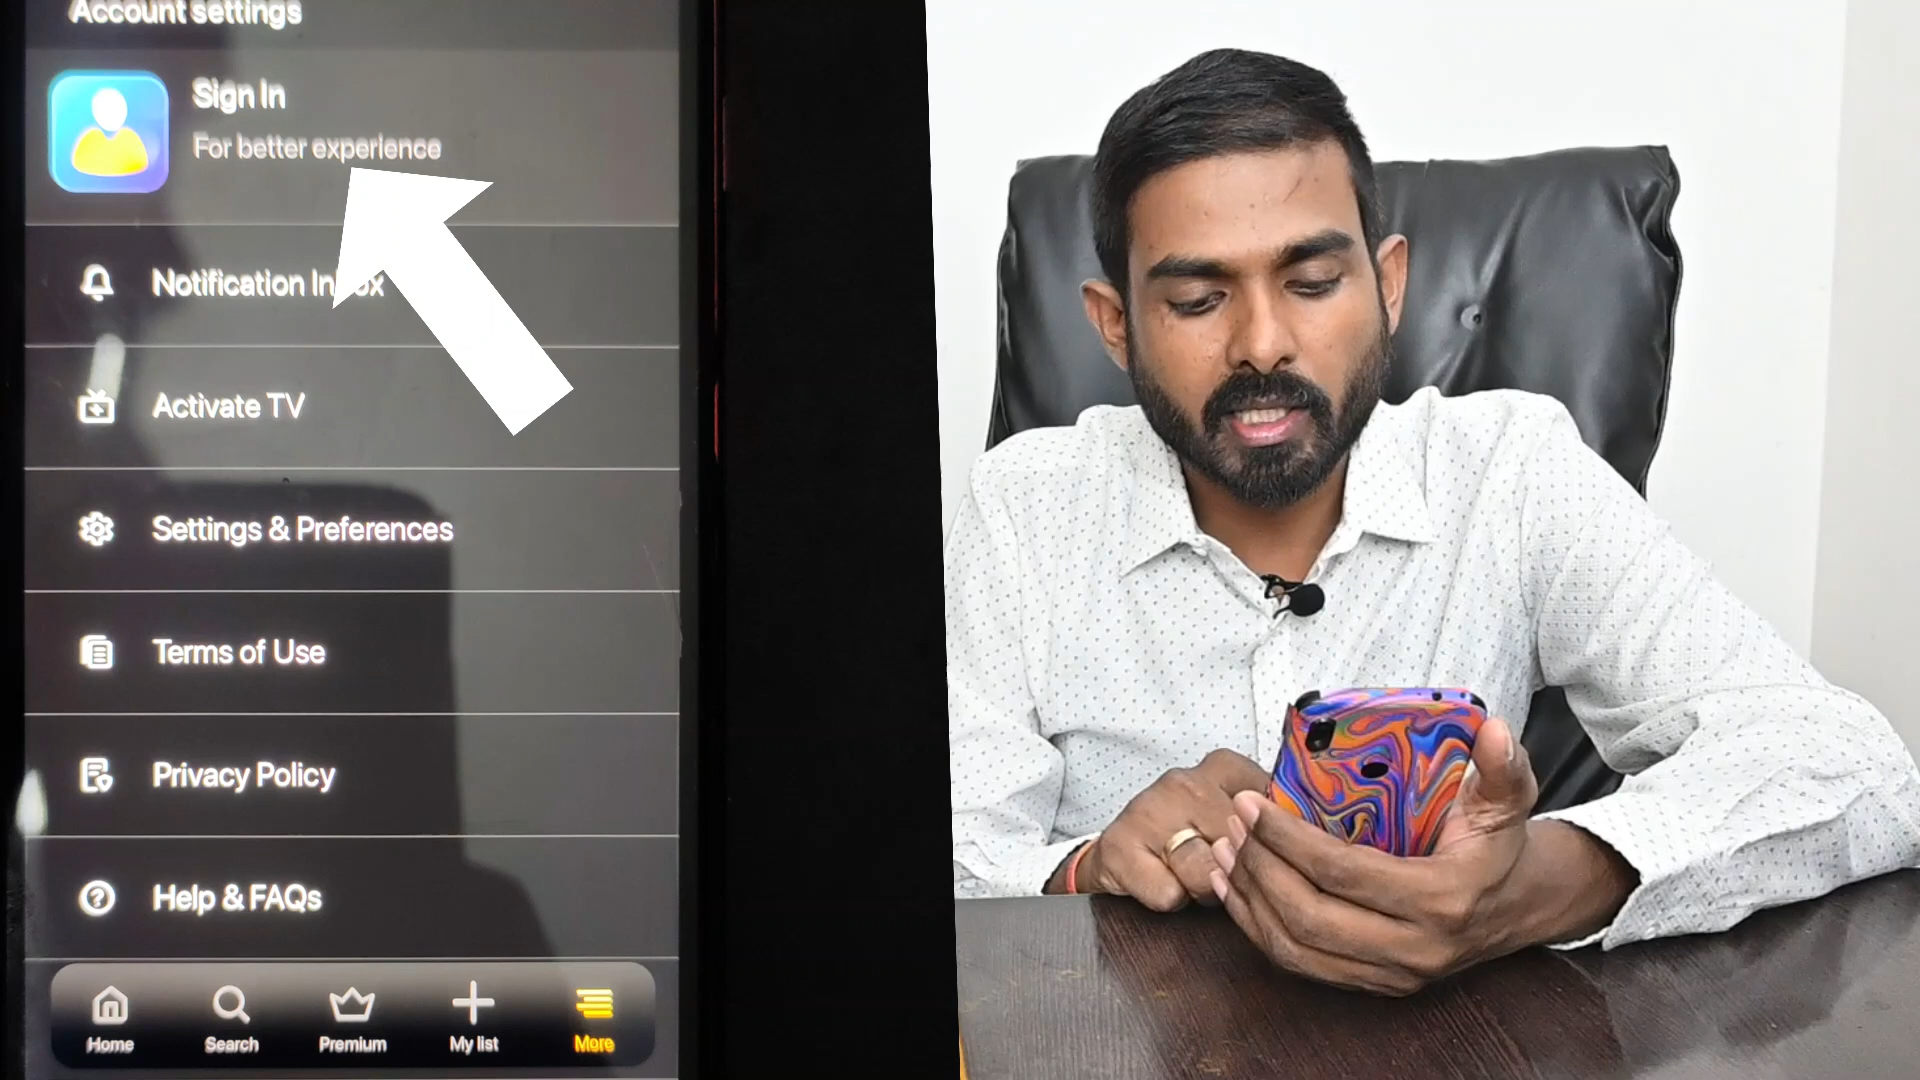 Account settings
Sign In
For better experience
Notification In ox
Activate TV
Settings & Preferences
Terms of Use
Privacy Policy
Help & FAQs
Home
Search
Premium
My list
More